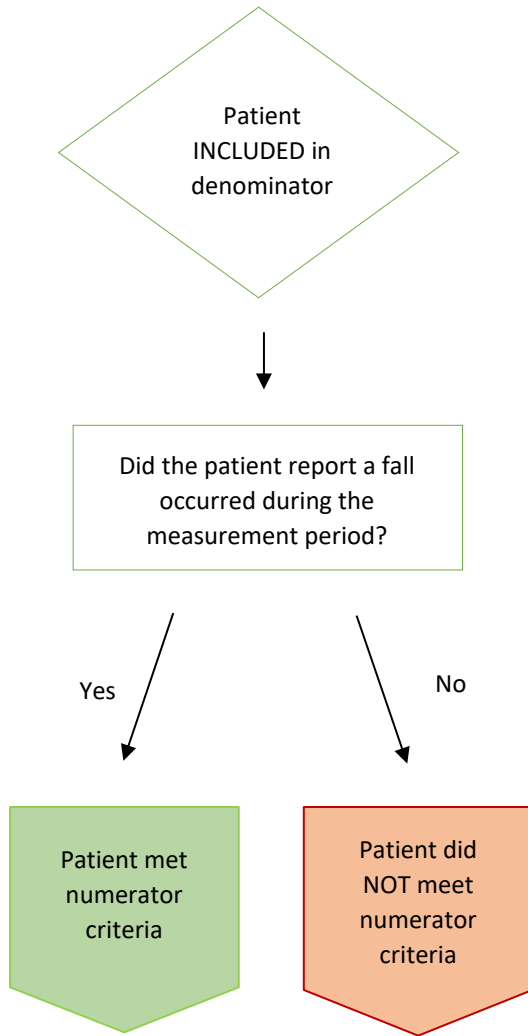 Patient
INCLUDED in
denominator
Did the patient report a fall
occurred during the
measurement period?
Yes
No
Patient met
numerator
criteria
Patient did
NOT meet
numerator
criteria